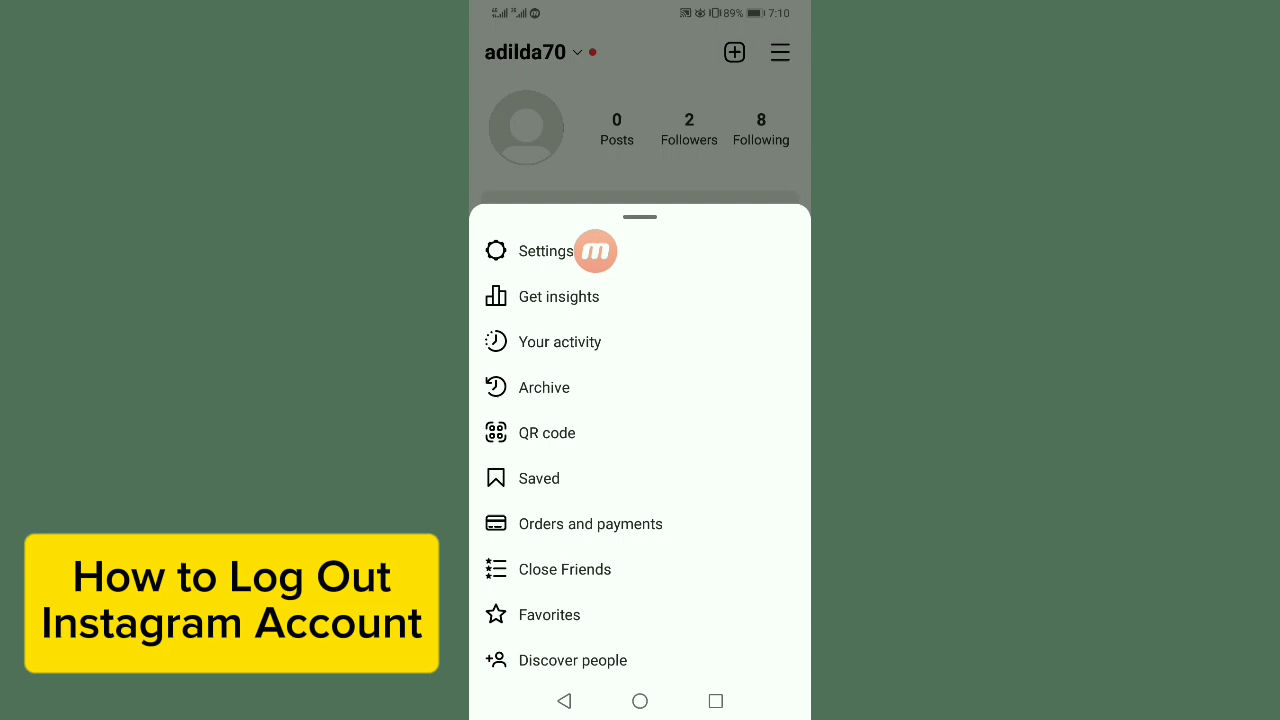 89% 7:10
adilda70
0 2 8
Posts Followers Following
Settings
Get insights
Your activity
Archive
QR code
Saved
Orders and payments
Close Friends
Favorites
Discover people
How to Log Out
Instagram Account